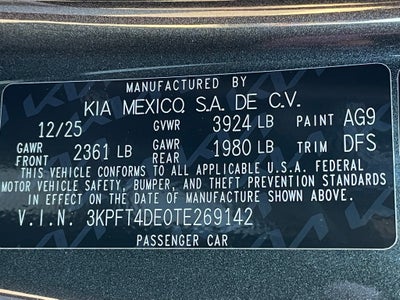 MANUFACTURED BY
KIA MEXICO, S.A. DE C.V.
12/25 GVWR 3924 LB PAINT AG9
GAWR FRONT 2361 LB GAWR REAR 1980 LB TRIM DFS
THIS VEHICLE CONFORMS TO ALL APPLICABLE U.S.A. FEDERAL
MOTOR VEHICLE SAFETY, BUMPER, AND THEFT PREVENTION STANDARDS
IN EFFECT ON THE DATE OF MANUFACTURE SHOWN ABOVE.
V.I.N. 3KPFT4DE0TE269142
PASSENGER CAR